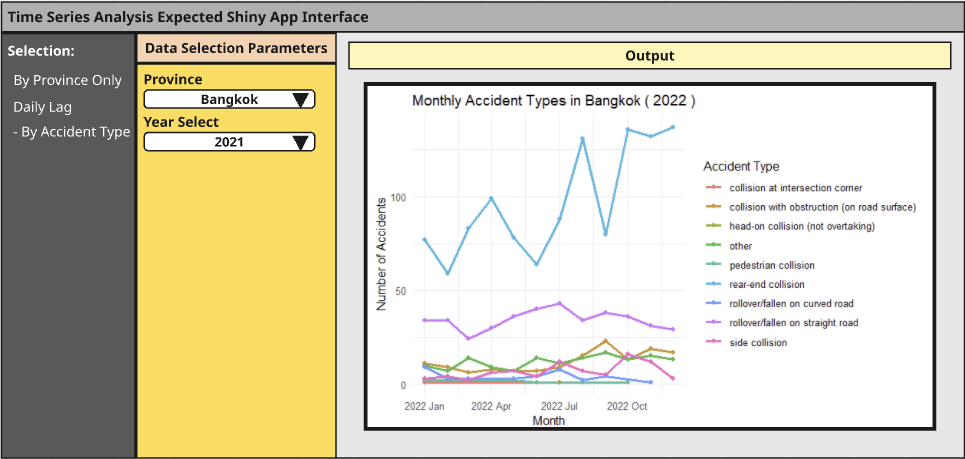 Time Series Analysis Expected Shiny App Interface
Selection:
By Province Only
Daily Lag
- By Accident Type
Data Selection Parameters
Province
Bangkok
Year Select
2021
Output
Monthly Accident Types in Bangkok ( 2022 )
Number of Accidents
100
50
0
2022 Jan
2022 Apr
2022 Jul
2022 Oct
Month
Accident Type
collision at intersection corner
collision with obstruction (on road surface)
head-on collision (not overtaking)
other
pedestrian collision
rear-end collision
rollover/fallen on curved road
rollover/fallen on straight road
side collision